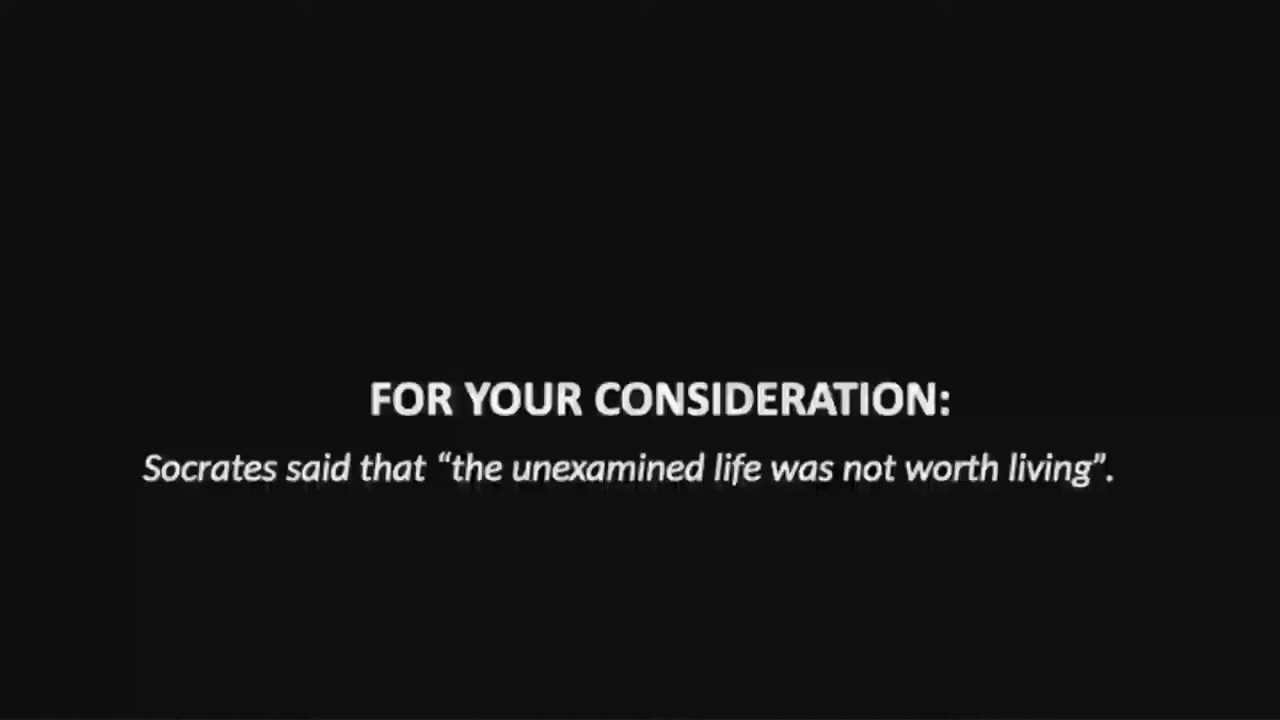 FOR YOUR CONSIDERATION:
Socrates said that “the unexamined life was not worth living”.